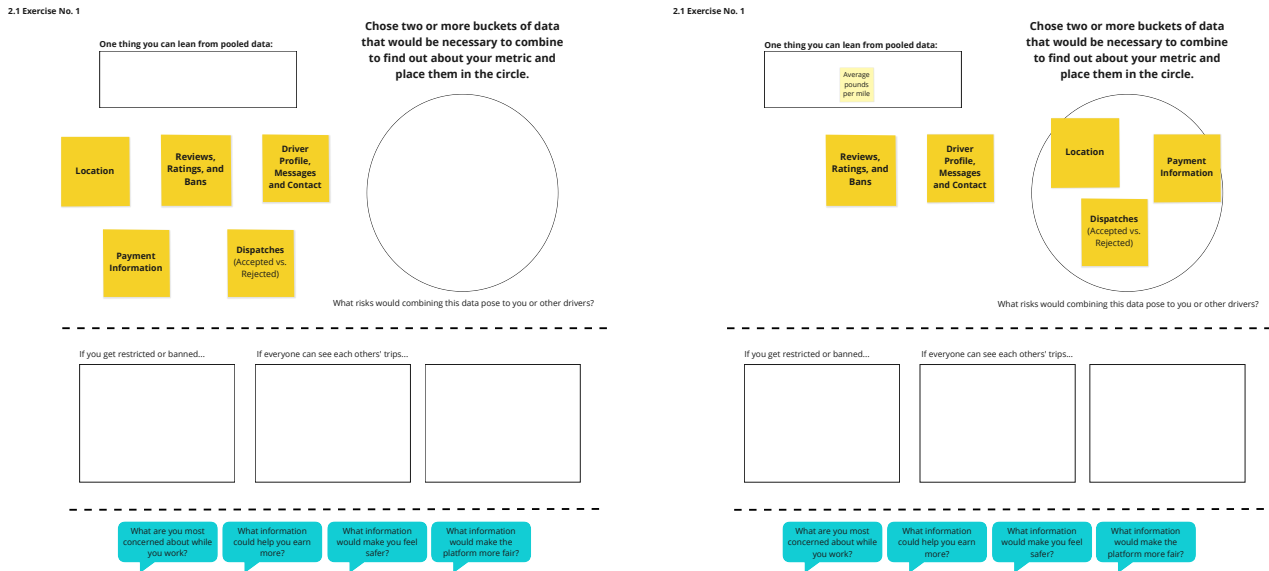 2.1 Exercise No. 1
Chose two or more buckets of data
that would be necessary to combine
to find out about your metric and
place them in the circle.
One thing you can lean from pooled data:
Location
Reviews,
Ratings, and
Bans
Driver
Profile,
Messages
and Contact
Payment
Information
Dispatches
(Accepted vs.
Rejected)
What risks would combining this data pose to you or other drivers?
If you get restricted or banned...
If everyone can see each others' trips...
What are you most
concerned about while
you work?
What information
could help you earn
more?
What information
would make you feel
safer?
What information
would make the
platform more fair?
2.1 Exercise No. 1
Chose two or more buckets of data
that would be necessary to combine
to find out about your metric and
place them in the circle.
One thing you can lean from pooled data:
Average
pounds
per mile
Reviews,
Ratings, and
Bans
Driver
Profile,
Messages
and Contact
Location
Payment
Information
Dispatches
(Accepted vs.
Rejected)
What risks would combining this data pose to you or other drivers?
If you get restricted or banned...
If everyone can see each others' trips...
What are you most
concerned about while
you work?
What information
could help you earn
more?
What information
would make you feel
safer?
What information
would make the
platform more fair?